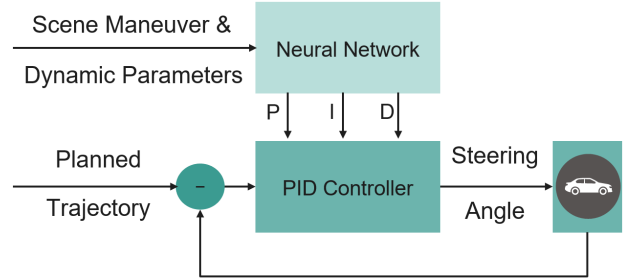 Scene Maneuver &
Dynamic Parameters
Neural Network
P I D
Planned
Trajectory
-
PID Controller
Steering
Angle